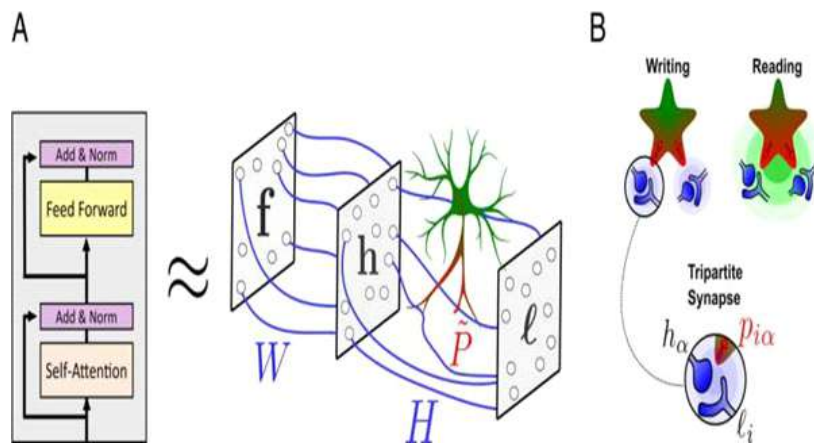 A
Add & Norm
Feed Forward
Add & Norm
Self-Attention
≈
f
h
ℓ
W
H
P̃
B
Writing
Reading
Tripartite
Synapse
hα
piα
ℓi